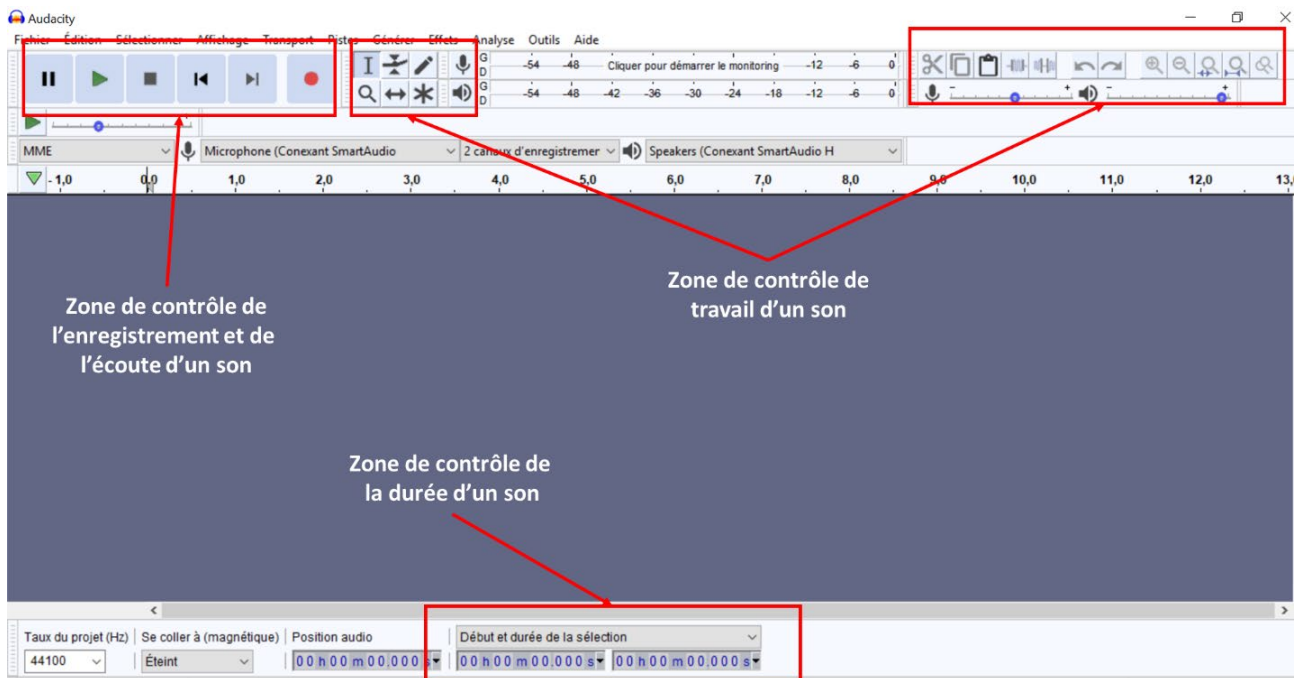 Audacity
Fichier Édition Sélectionner Affichage Transport Pistes Générer Effets Analyse Outils Aide
G
D
-54 -48 Cliquer pour démarrer le monitoring -12 -6 0
G
D
-54 -48 -42 -36 -30 -24 -18 -12 -6 0
MME Microphone (Conexant SmartAudio 2 canaux d'enregistremer Speakers (Conexant SmartAudio H
- 1,0 0,0 1,0 2,0 3,0 4,0 5,0 6,0 7,0 8,0 9,0 10,0 11,0 12,0 13,
Zone de contrôle de
l’enregistrement et de
l’écoute d’un son
Zone de contrôle de
travail d’un son
Zone de contrôle de
la durée d’un son
Taux du projet (Hz) Se coller à (magnétique) Position audio Début et durée de la sélection
44100 Éteint 00 h 00 m 00.000 s 00 h 00 m 00.000 s 00 h 00 m 00.000 s